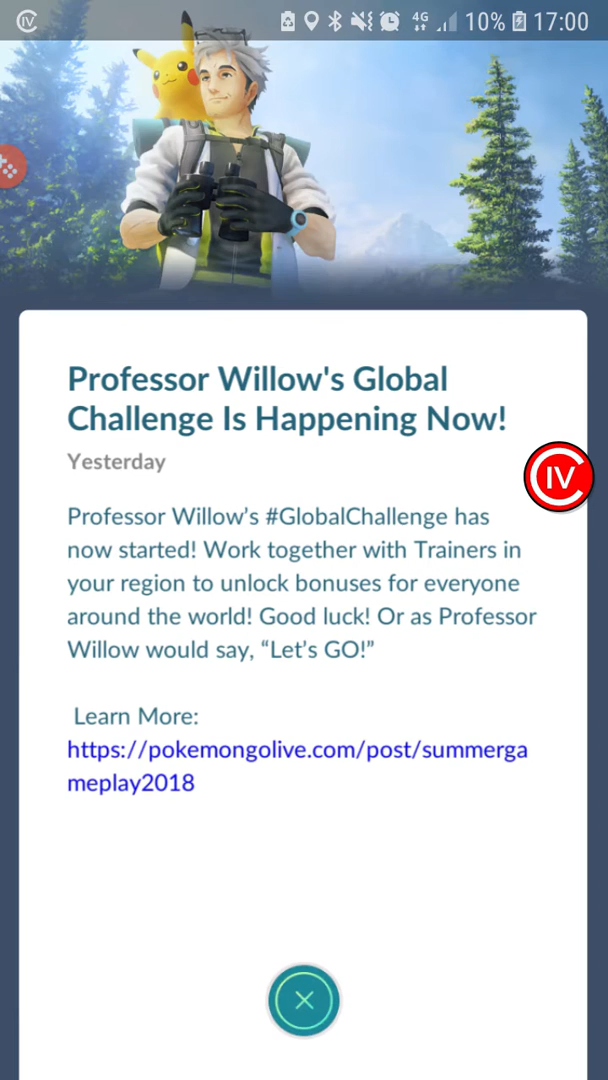 4G 10% 17:00
Professor Willow's Global
Challenge Is Happening Now!
Yesterday
IV
Professor Willow’s #GlobalChallenge has
now started! Work together with Trainers in
your region to unlock bonuses for everyone
around the world! Good luck! Or as Professor
Willow would say, “Let’s GO!”
Learn More:
https://pokemongolive.com/post/summerga
meplay2018